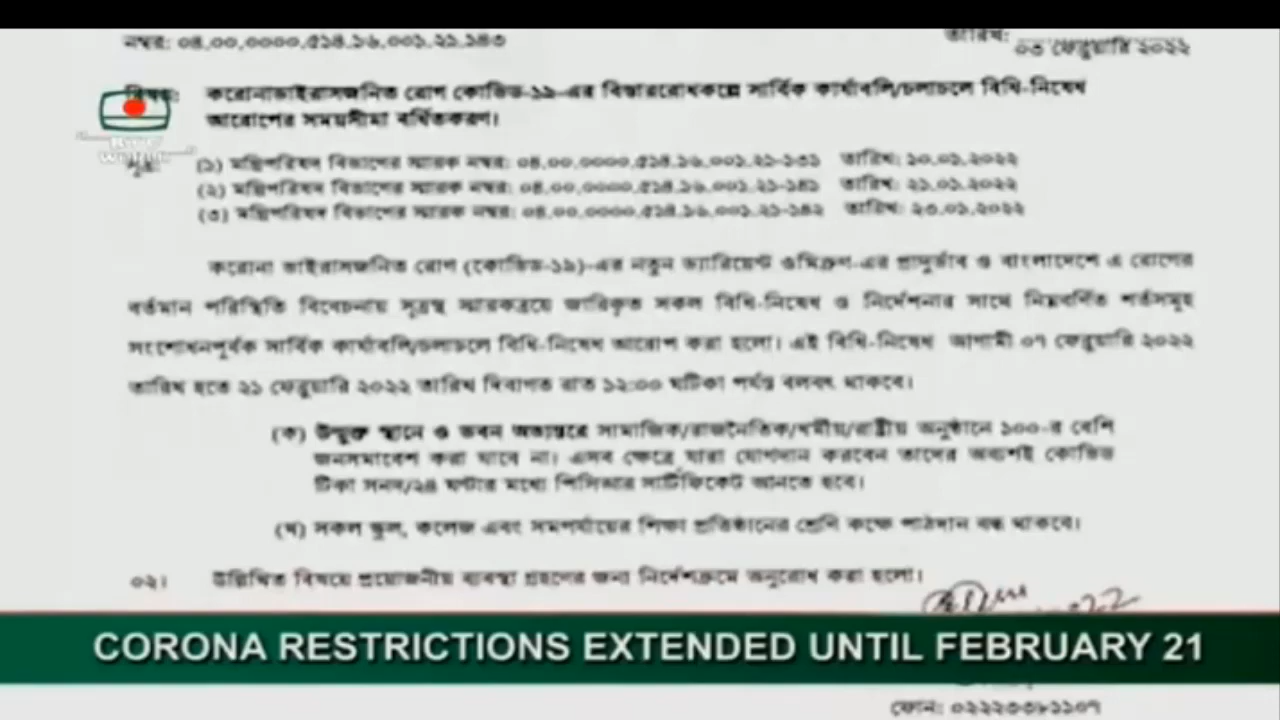 নম্বর: ০৪.০০.০০০০.৫১৪.১৬.০০১.২১.১৪৩
তারিখ: ০৩ ফেব্রুয়ারি ২০২২
বিষয়: করোনাভাইরাসজনিত রোগ কোভিড-১৯-এর বিস্তাররোধকল্পে সার্বিক কার্যাবলি/চলাচলে বিধি-নিষেধ
আরোপের সময়সীমা বর্ধিতকরণ।
সূত্র: (১) মন্ত্রিপরিষদ বিভাগের স্মারক নম্বর: ০৪.০০.০০০০.৫১৪.১৬.০০১.২১-১৩১ তারিখ: ১০.০১.২০২২
(২) মন্ত্রিপরিষদ বিভাগের স্মারক নম্বর: ০৪.০০.০০০০.৫১৪.১৬.০০১.২১-১৪১ তারিখ: ২১.০১.২০২২
(৩) মন্ত্রিপরিষদ বিভাগের স্মারক নম্বর: ০৪.০০.০০০০.৫১৪.১৬.০০১.২১-১৪২ তারিখ: ২৩.০১.২০২২
করোনা ভাইরাসজনিত রোগ (কোভিড-১৯)-এর নতুন ভ্যারিয়েন্ট ওমিক্রণ-এর প্রাদুর্ভাব ও বাংলাদেশে এ রোগের
বর্তমান পরিস্থিতি বিবেচনায় সূত্রস্থ স্মারকত্রয়ে জারিকৃত সকল বিধি-নিষেধ ও নির্দেশনার সাথে নিম্নবর্ণিত শর্তসমূহ
সংশোধনপূর্বক সার্বিক কার্যাবলি/চলাচলে বিধি-নিষেধ আরোপ করা হলো। এই বিধি-নিষেধ আগামী ০৭ ফেব্রুয়ারি ২০২২
তারিখ হতে ২১ ফেব্রুয়ারি ২০২২ তারিখ দিবাগত রাত ১২:০০ ঘটিকা পর্যন্ত বলবৎ থাকবে।
(ক) উন্মুক্ত স্থানে ও ভবন অভ্যন্তরে সামাজিক/রাজনৈতিক/ধর্মীয়/রাষ্ট্রীয় অনুষ্ঠানে ১০০-র বেশি
জনসমাবেশ করা যাবে না। এসব ক্ষেত্রে যারা যোগদান করবেন তাদের অবশ্যই কোভিড
টিকা সনদ/২৪ ঘণ্টার মধ্যে পিসিআর সার্টিফিকেট আনতে হবে।
(খ) সকল স্কুল, কলেজ এবং সমপর্যায়ের শিক্ষা প্রতিষ্ঠানের শ্রেণি কক্ষে পাঠদান বন্ধ থাকবে।
০২। উল্লিখিত বিষয়ে প্রয়োজনীয় ব্যবস্থা গ্রহণের জন্য নির্দেশক্রমে অনুরোধ করা হলো।
CORONA RESTRICTIONS EXTENDED UNTIL FEBRUARY 21
ফোন: ০২২২৩৩৮১১০৭